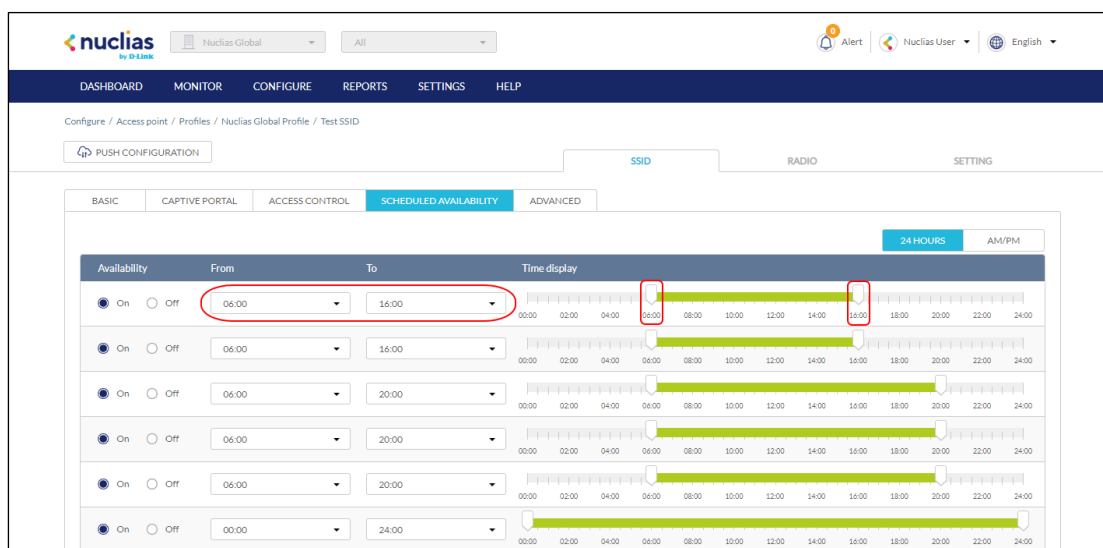 nuclias
by D-Link
Nuclias Global
All
0
Alert
Nuclias User
English
DASHBOARD MONITOR CONFIGURE REPORTS SETTINGS HELP
Configure / Access point / Profiles / Nuclias Global Profile / Test SSID
PUSH CONFIGURATION
SSID RADIO SETTING
BASIC CAPTIVE PORTAL ACCESS CONTROL SCHEDULED AVAILABILITY ADVANCED
24 HOURS AM/PM
Availability From To Time display
On Off 06:00 16:00
00:00 02:00 04:00 06:00 08:00 10:00 12:00 14:00 16:00 18:00 20:00 22:00 24:00
On Off 06:00 16:00
00:00 02:00 04:00 06:00 08:00 10:00 12:00 14:00 16:00 18:00 20:00 22:00 24:00
On Off 06:00 20:00
00:00 02:00 04:00 06:00 08:00 10:00 12:00 14:00 16:00 18:00 20:00 22:00 24:00
On Off 06:00 20:00
00:00 02:00 04:00 06:00 08:00 10:00 12:00 14:00 16:00 18:00 20:00 22:00 24:00
On Off 06:00 20:00
00:00 02:00 04:00 06:00 08:00 10:00 12:00 14:00 16:00 18:00 20:00 22:00 24:00
On Off 00:00 24:00
00:00 02:00 04:00 06:00 08:00 10:00 12:00 14:00 16:00 18:00 20:00 22:00 24:00